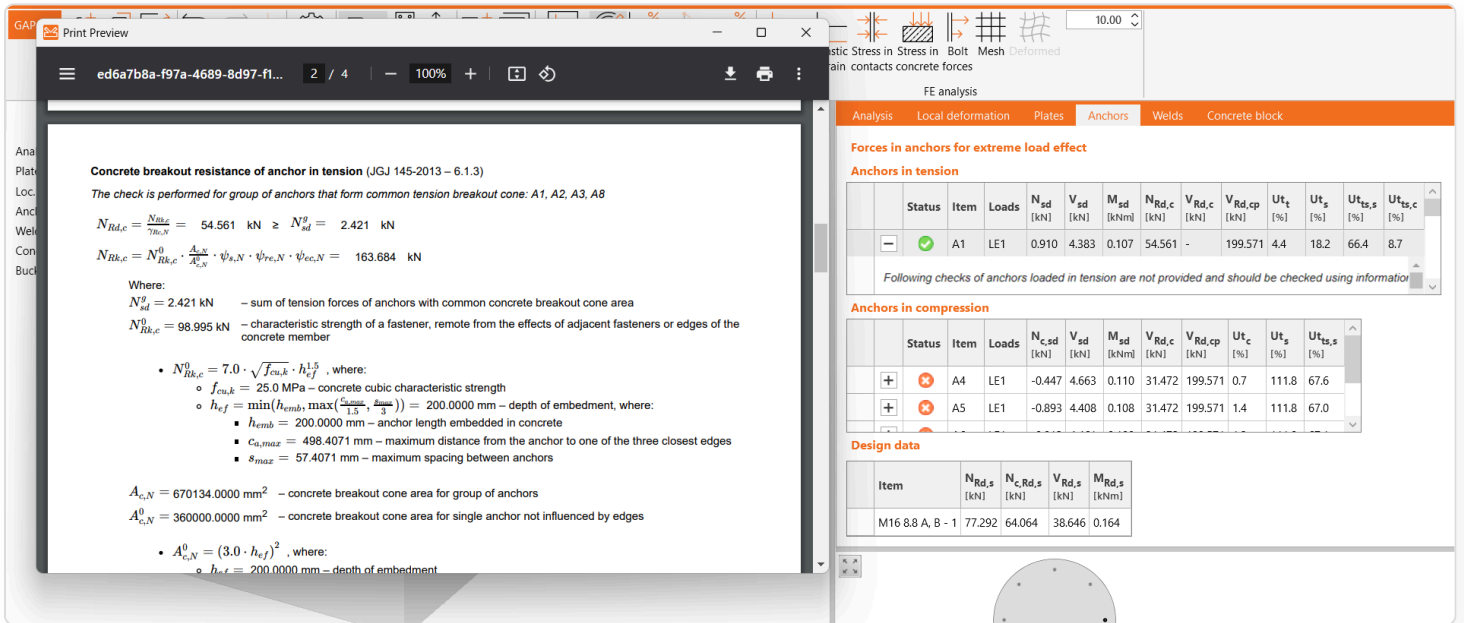 GAP
10.00
Print Preview
Stress in Stress in Bolt Mesh Deformed
contacts concrete forces
FE analysis
ed6a7b8a-f97a-4689-8d97-f1... 2 / 4 100%
Analysis Local deformation Plates Anchors Welds Concrete block
Forces in anchors for extreme load effect
Anchors in tension
Status Item Loads N_sd [kN] V_sd [kN] M_sd [kNm] N_Rd,c [kN] V_Rd,c [kN] V_Rd,cp [kN] Ut_t [%] Ut_s [%] Ut_ts,s [%] Ut_ts,c [%]
A1 LE1 0.910 4.383 0.107 54.561 - 199.571 4.4 18.2 66.4 8.7
Following checks of anchors loaded in tension are not provided and should be checked using information
Anchors in compression
Status Item Loads N_c,sd [kN] V_sd [kN] M_sd [kNm] V_Rd,c [kN] V_Rd,cp [kN] Ut_c [%] Ut_s [%] Ut_ts,s [%]
A4 LE1 -0.447 4.663 0.110 31.472 199.571 0.7 111.8 67.6
A5 LE1 -0.893 4.408 0.108 31.472 199.571 1.4 111.8 67.0
Design data
Item N_Rd,s [kN] N_c,Rd,s [kN] V_Rd,s [kN] M_Rd,s [kNm]
M16 8.8 A, B - 1 77.292 64.064 38.646 0.164
Concrete breakout resistance of anchor in tension (JGJ 145-2013 – 6.1.3)
The check is performed for group of anchors that form common tension breakout cone: A1, A2, A3, A8
N_Rd,c = N_Rk,c / γ_Rc,N = 54.561 kN ≥ N^g_sd = 2.421 kN
N_Rk,c = N^0_Rk,c · A_c,N / A^0_c,N · ψ_s,N · ψ_re,N · ψ_ec,N = 163.684 kN
Where:
N^g_sd = 2.421 kN – sum of tension forces of anchors with common concrete breakout cone area
N^0_Rk,c = 98.995 kN – characteristic strength of a fastener, remote from the effects of adjacent fasteners or edges of the
concrete member
• N^0_Rk,c = 7.0 · √f_cu,k · h_ef^1.5 , where:
f_cu,k = 25.0 MPa – concrete cubic characteristic strength
h_ef = min(h_emb, max(c_a,max / 1.5, s_max / 3)) = 200.0000 mm – depth of embedment, where:
h_emb = 200.0000 mm – anchor length embedded in concrete
c_a,max = 498.4071 mm – maximum distance from the anchor to one of the three closest edges
s_max = 57.4071 mm – maximum spacing between anchors
A_c,N = 670134.0000 mm² – concrete breakout cone area for group of anchors
A^0_c,N = 360000.0000 mm² – concrete breakout cone area for single anchor not influenced by edges
• A^0_c,N = (3.0 · h_ef)² , where:
h_ef = 200.0000 mm – depth of embedment